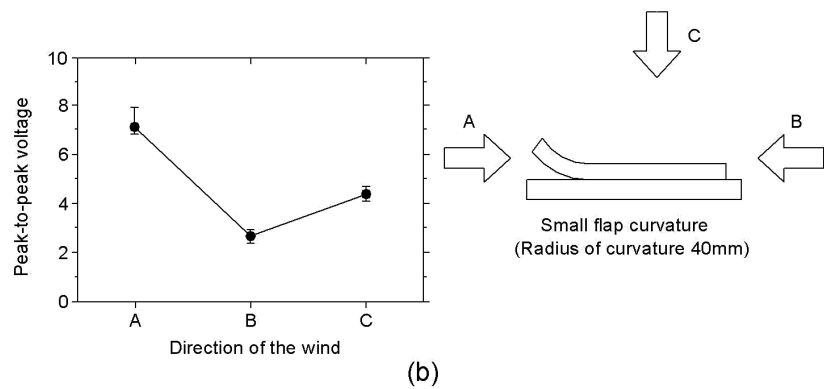 10
8
6
4
2
0
Peak-to-peak voltage
A
B
C
Direction of the wind
C
A
B
Small flap curvature
(Radius of curvature 40mm)
(b)